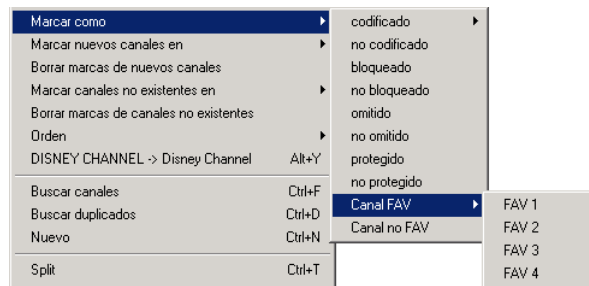 Marcar como
Marcar nuevos canales en
Borrar marcas de nuevos canales
Marcar canales no existentes en
Borrar marcas de canales no existentes
Orden
DISNEY CHANNEL -> Disney Channel Alt+Y
Buscar canales Ctrl+F
Buscar duplicados Ctrl+D
Nuevo Ctrl+N
Split Ctrl+T
codificado
no codificado
bloqueado
no bloqueado
omitido
no omitido
protegido
no protegido
Canal FAV
Canal no FAV
FAV 1
FAV 2
FAV 3
FAV 4